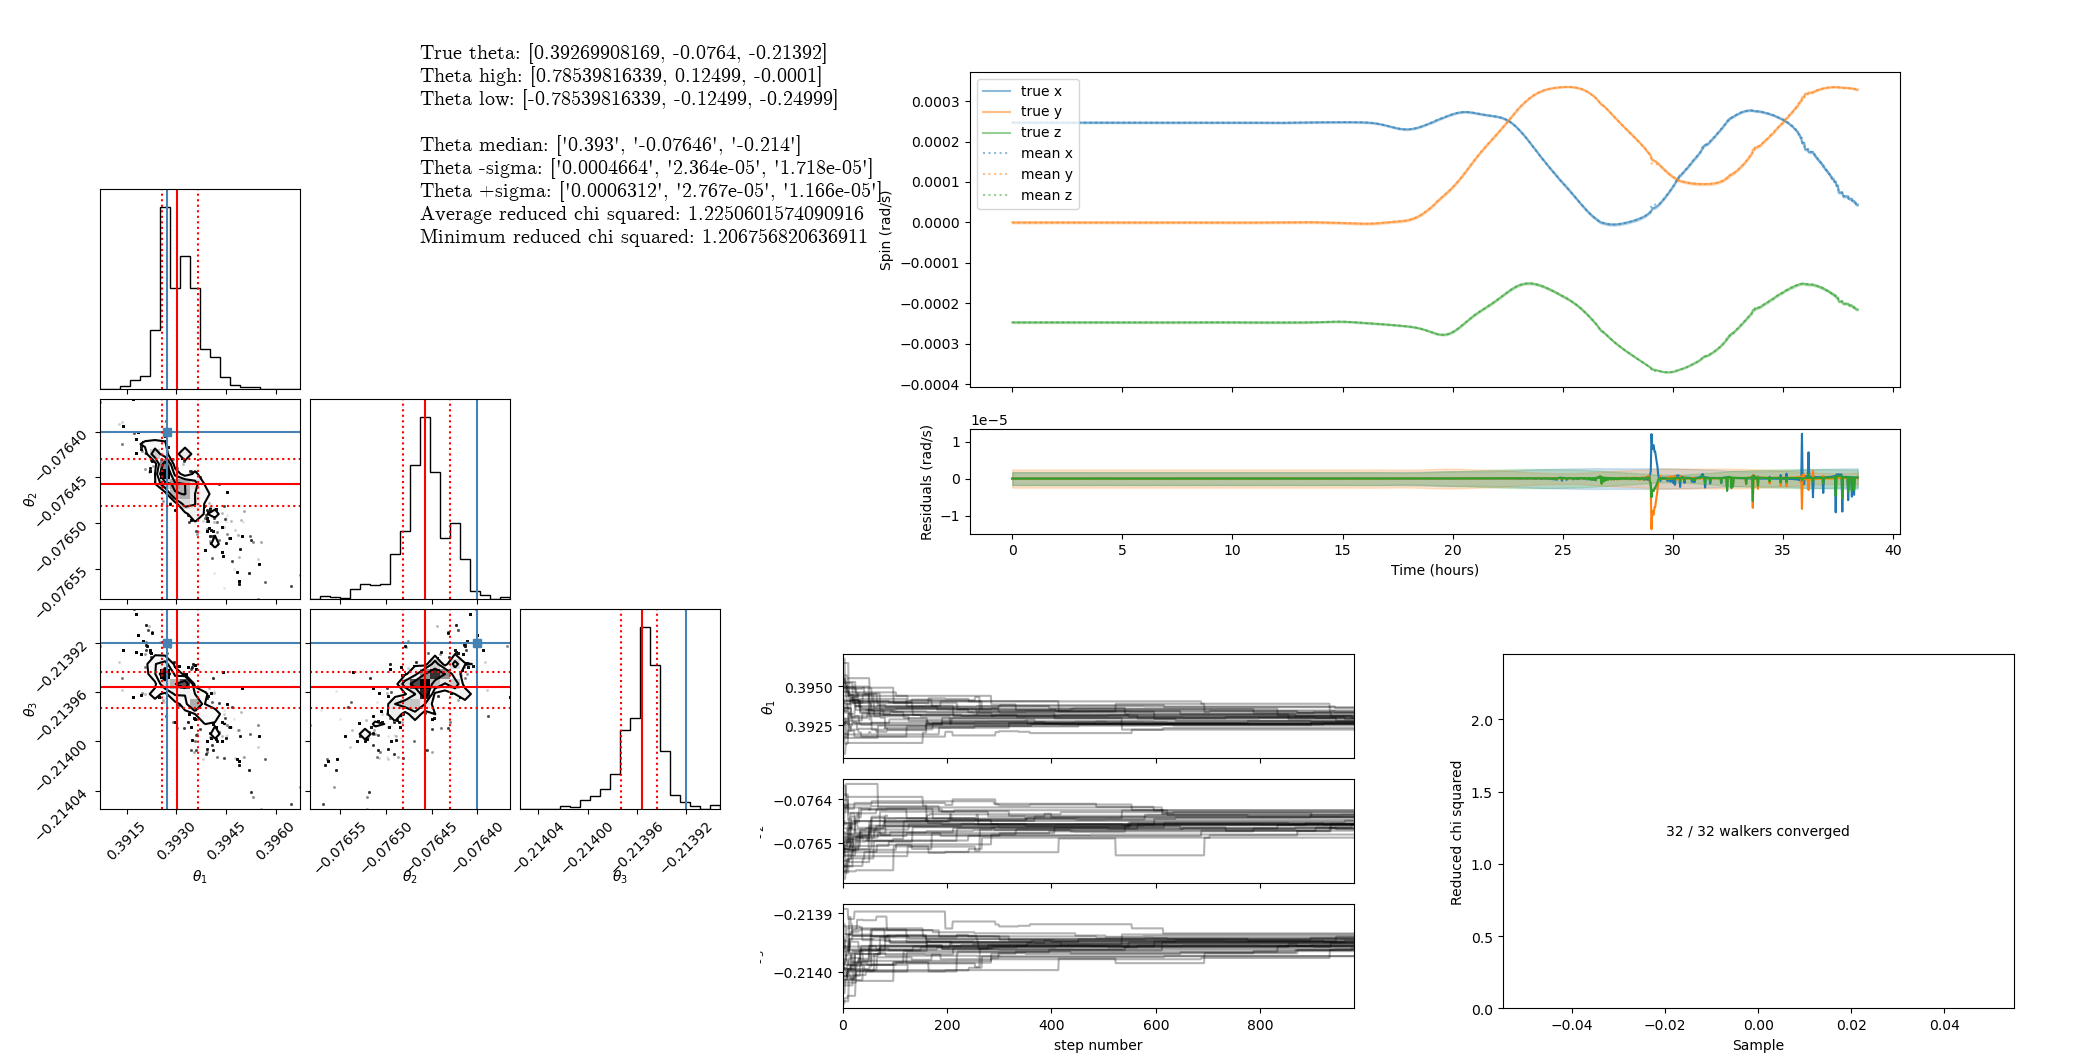 True theta: [0.39269908169, -0.0764, -0.21392]
Theta high: [0.78539816339, 0.12499, -0.0001]
Theta low: [-0.78539816339, -0.12499, -0.24999]
Theta median: ['0.393', '-0.07646', '-0.214']
Theta -sigma: ['0.0004664', '2.364e-05', '1.718e-05']
Theta +sigma: ['0.0006312', '2.767e-05', '1.166e-05']
Average reduced chi squared: 1.2250601574090916
Minimum reduced chi squared: 1.206756820636911
θ2
−0.07640
−0.07645
−0.07650
−0.07655
θ3
−0.21392
−0.21396
−0.21400
−0.21404
0.3915
0.3930
0.3945
0.3960
θ1
−0.07655
−0.07650
−0.07645
−0.07640
θ2
−0.21404
−0.21400
−0.21396
−0.21392
θ3
Spin (rad/s)
0.0003
0.0002
0.0001
0.0000
−0.0001
−0.0002
−0.0003
−0.0004
true x
true y
true z
mean x
mean y
mean z
Residuals (rad/s)
1e−5
1
0
−1
0
5
10
15
20
25
30
35
40
Time (hours)
θ1
0.3950
0.3925
−0.0764
−0.0765
−0.2139
−0.2140
0
200
400
600
800
step number
Reduced chi squared
2.0
1.5
1.0
0.5
0.0
32 / 32 walkers converged
−0.04
−0.02
0.00
0.02
0.04
Sample